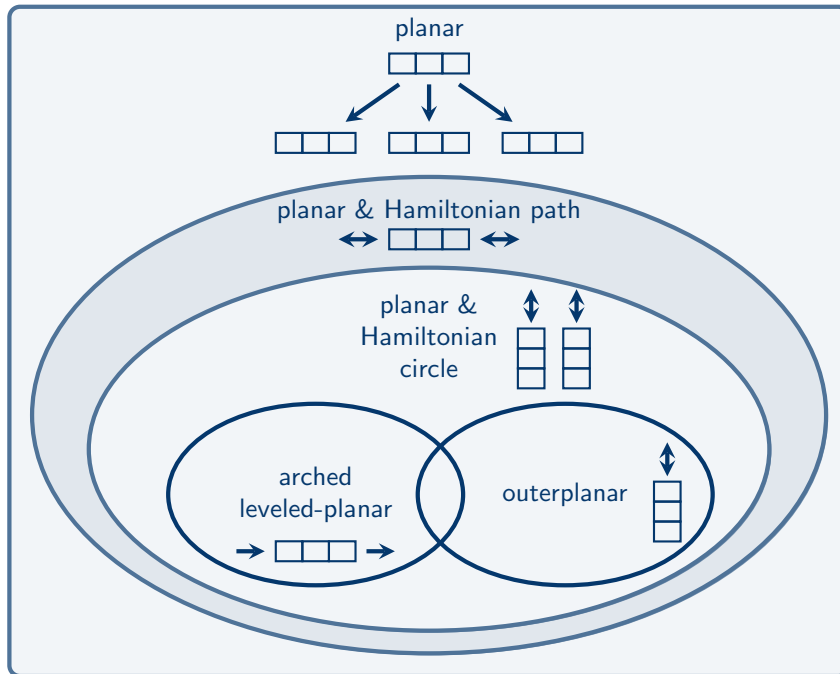 planar
planar & Hamiltonian path
planar &
Hamiltonian
circle
arched
leveled-planar
outerplanar